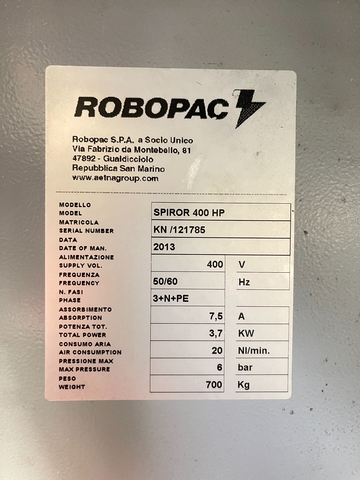 ROBOPAC
Robopac S.P.A. a Socio Unico
Via Fabrizio da Montebello, 81
47892 - Gualdicciolo
Repubblica San Marino
www.aetnagroup.com
MODELLO
MODEL SPIROR 400 HP
MATRICOLA
SERIAL NUMBER KN /121785
DATA
DATE OF MAN. 2013
ALIMENTAZIONE
SUPPLY VOL. 400 V
FREQUENZA
FREQUENCY 50/60 Hz
N. FASI
PHASE 3+N+PE
ASSORBIMENTO
ABSORPTION 7,5 A
POTENZA TOT.
TOTAL POWER 3,7 KW
CONSUMO ARIA
AIR CONSUMPTION 20 Nl/min.
PRESSIONE MAX
MAX PRESSURE 6 bar
PESO
WEIGHT 700 Kg